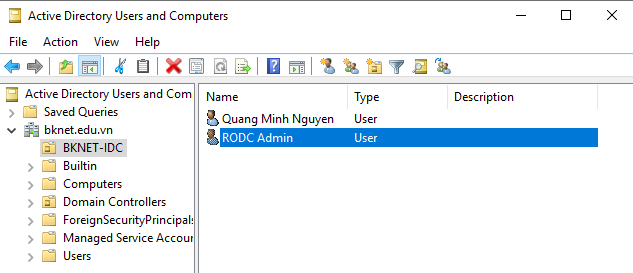 Active Directory Users and Computers
File Action View Help
Active Directory Users and Com
Saved Queries
bknet.edu.vn
BKNET-IDC
Builtin
Computers
Domain Controllers
ForeignSecurityPrincipals
Managed Service Accour
Users
Name Type Description
Quang Minh Nguyen User
RODC Admin User